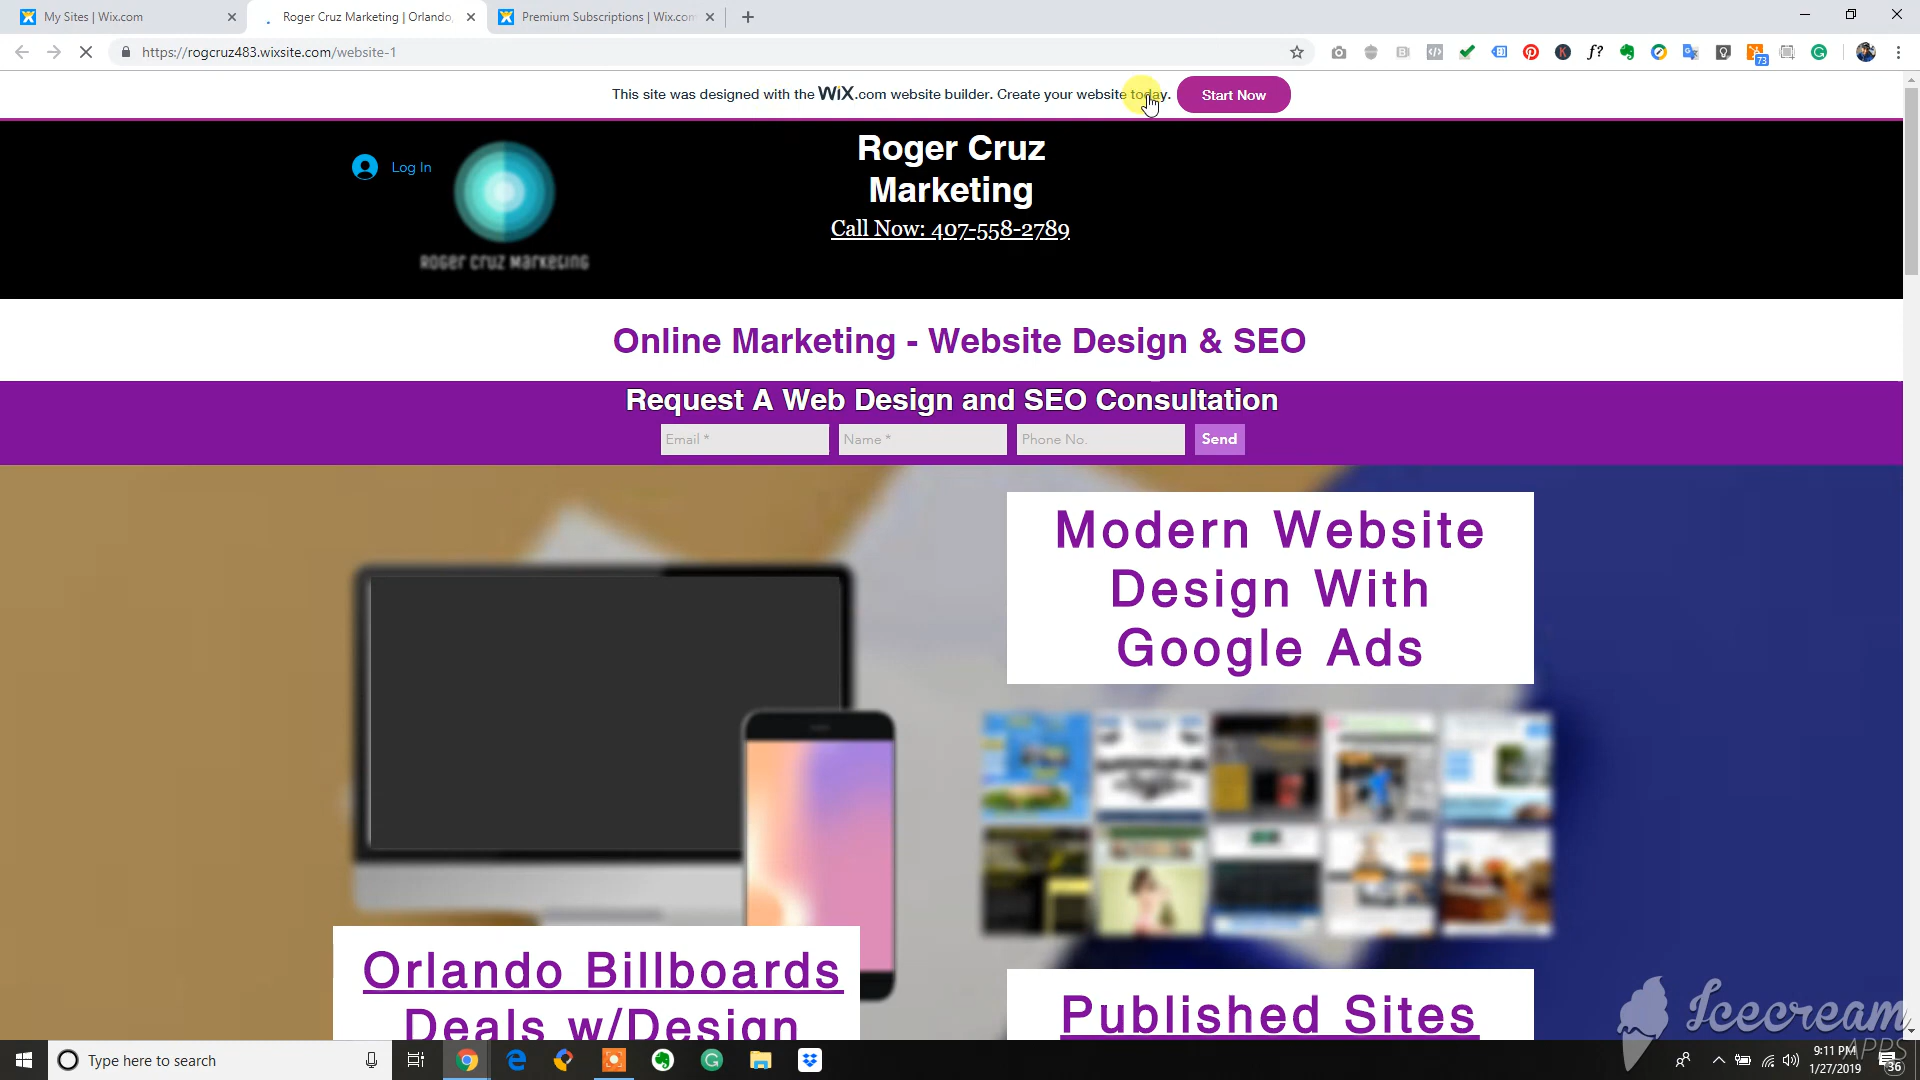 My Sites | Wix.com
Roger Cruz Marketing | Orlando,
Premium Subscriptions | Wix.com
https://rogcruz483.wixsite.com/website-1
73
This site was designed with the WiX.com website builder. Create your website today.
Start Now
Log In
Roger Cruz Marketing
Roger Cruz
Marketing
Call Now: 407-558-2789
Online Marketing - Website Design & SEO
Request A Web Design and SEO Consultation
Email *
Name *
Phone No.
Send
Modern Website
Design With
Google Ads
Orlando Billboards
Deals w/Design
Published Sites
Icecream
APPS
Type here to search
9:11 PM
1/27/2019
36